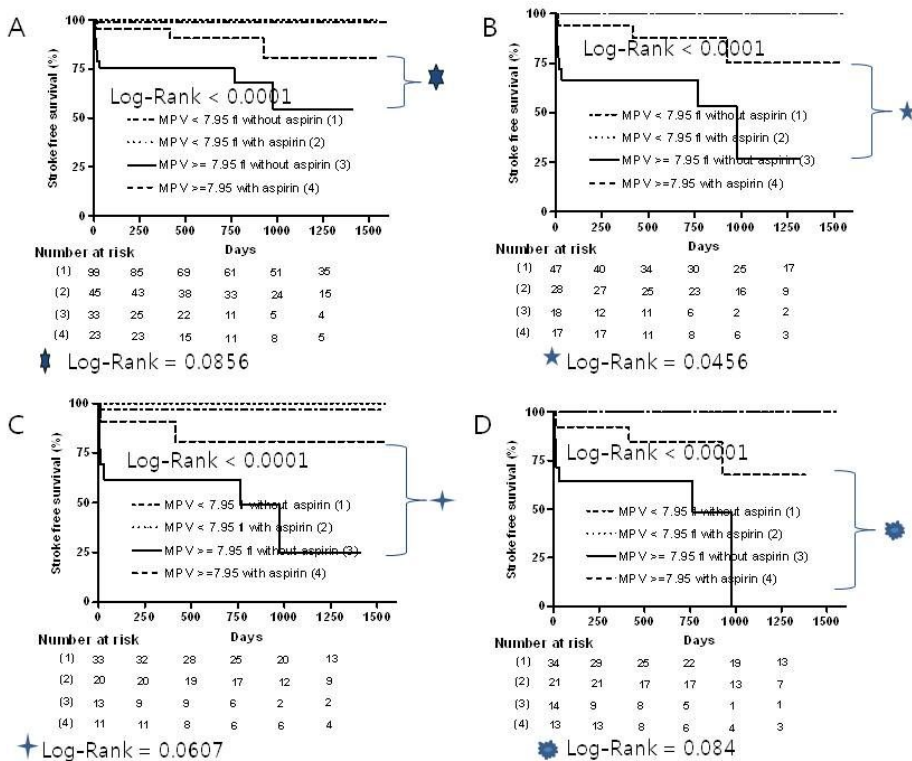 A
100
75
50
25
0
Stroke free survival (%)
Log-Rank < 0.0001
MPV < 7.95 fl without aspirin (1)
MPV < 7.95 fl with aspirin (2)
MPV >= 7.95 fl without aspirin (3)
MPV >=7.95 with aspirin (4)
0 250 500 750 1000 1250 1500
Days
Number at risk
(1) 99 85 69 61 51 35
(2) 45 43 38 33 24 15
(3) 33 25 22 11 5 4
(4) 23 23 15 11 8 5
Log-Rank = 0.0856
B
100
75
50
25
0
Stroke free survival (%)
Log-Rank < 0.0001
MPV < 7.95 fl without aspirin (1)
MPV < 7.95 fl with aspirin (2)
MPV >= 7.95 fl without aspirin (3)
MPV >=7.95 with aspirin (4)
0 250 500 750 1000 1250 1500
Days
Number at risk
(1) 47 40 34 30 25 17
(2) 28 27 25 23 16 9
(3) 18 12 11 6 2 2
(4) 17 17 11 8 6 3
Log-Rank = 0.0456
C
100
75
50
25
0
Stroke free survival (%)
Log-Rank < 0.0001
MPV < 7.95 fl without aspirin (1)
MPV < 7.95 fl with aspirin (2)
MPV >= 7.95 fl without aspirin (3)
MPV >=7.95 with aspirin (4)
0 250 500 750 1000 1250 1500
Days
Number at risk
(1) 33 32 28 25 20 13
(2) 20 20 19 17 12 9
(3) 13 9 9 6 2 2
(4) 11 11 8 6 6 4
Log-Rank = 0.0607
D
100
75
50
25
0
Stroke free survival (%)
Log-Rank < 0.0001
MPV < 7.95 fl without aspirin (1)
MPV < 7.95 fl with aspirin (2)
MPV >= 7.95 fl without aspirin (3)
MPV >=7.95 with aspirin (4)
0 250 500 750 1000 1250 1500
Days
Number at risk
(1) 34 29 25 22 19 13
(2) 21 21 17 17 13 7
(3) 14 9 8 5 1 1
(4) 13 13 8 6 4 3
Log-Rank = 0.084